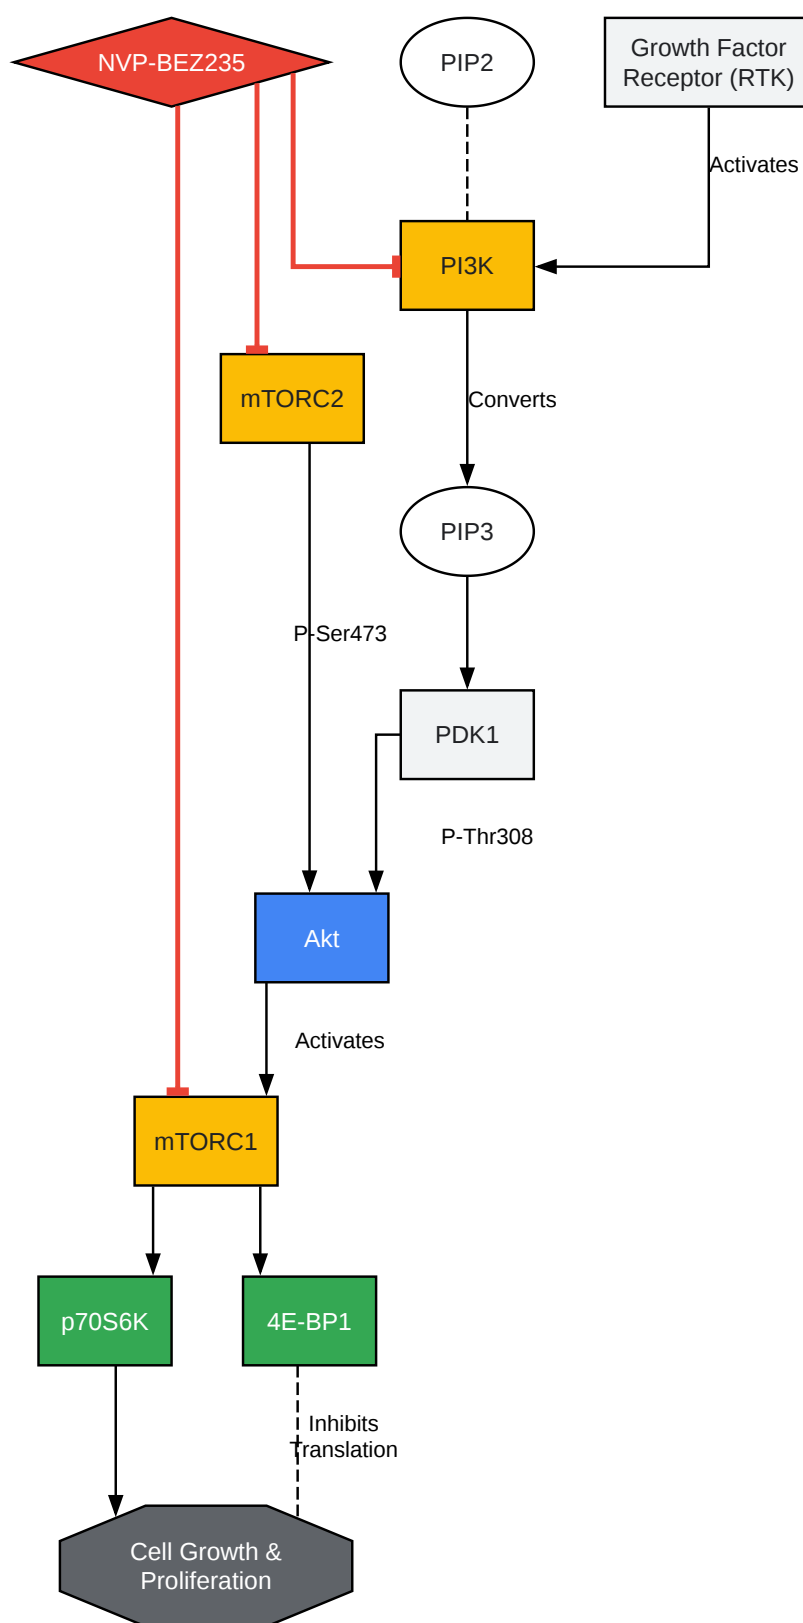 NVP-BEZ235
PIP2
Growth Factor
Receptor (RTK)
Activates
PI3K
mTORC2
Converts
PIP3
P-Ser473
PDK1
P-Thr308
Akt
Activates
mTORC1
p70S6K
4E-BP1
Inhibits
Translation
Cell Growth &
Proliferation